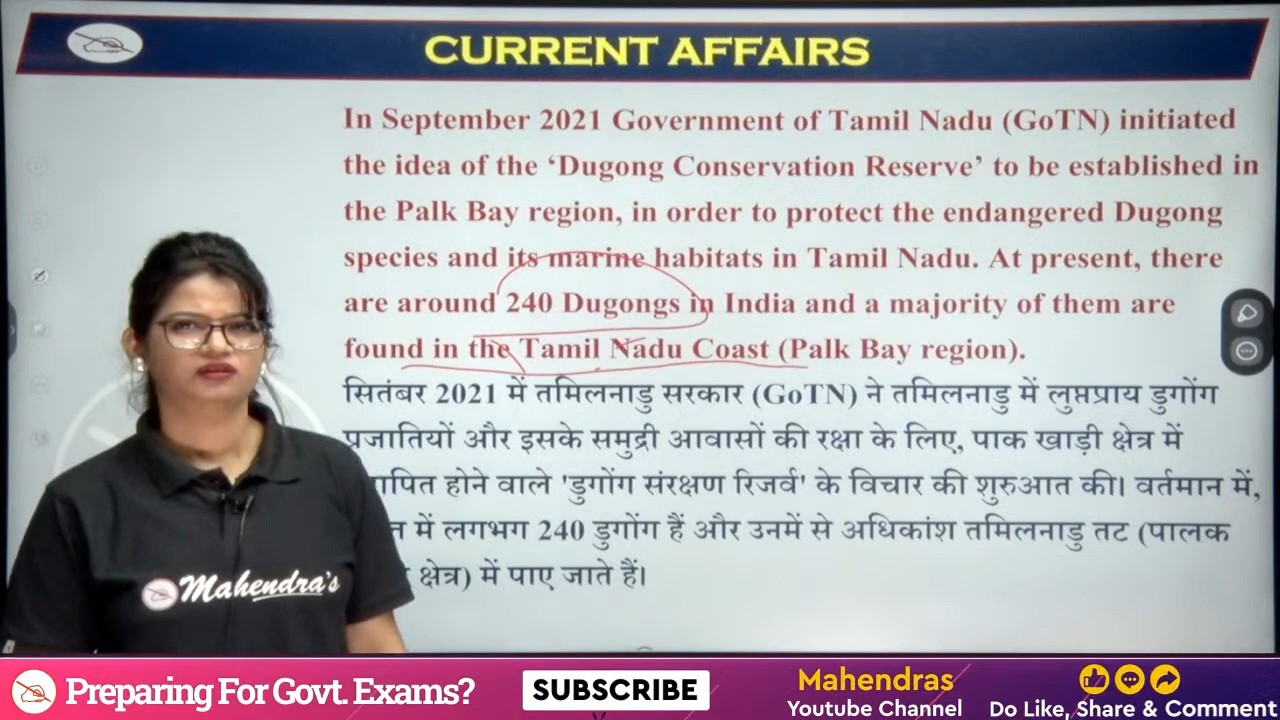 CURRENT AFFAIRS
In September 2021 Government of Tamil Nadu (GoTN) initiated
the idea of the ‘Dugong Conservation Reserve’ to be established in
the Palk Bay region, in order to protect the endangered Dugong
species and its marine habitats in Tamil Nadu. At present, there
are around 240 Dugongs in India and a majority of them are
found in the Tamil Nadu Coast (Palk Bay region).
सितंबर 2021 में तमिलनाडु सरकार (GoTN) ने तमिलनाडु में लुप्तप्राय डुगोंग
प्रजातियों और इसके समुद्री आवासों की रक्षा के लिए, पाक खाड़ी क्षेत्र में
होने वाले 'डुगोंग संरक्षण रिजर्व' के विचार की शुरुआत की। वर्तमान में,
में लगभग 240 डुगोंग हैं और उनमें से अधिकांश तमिलनाडु तट (पालक
क्षेत्र) में पाए जाते हैं।
Mahendra's
Preparing For Govt. Exams?
SUBSCRIBE
Mahendras
Youtube Channel
Do Like, Share & Comment